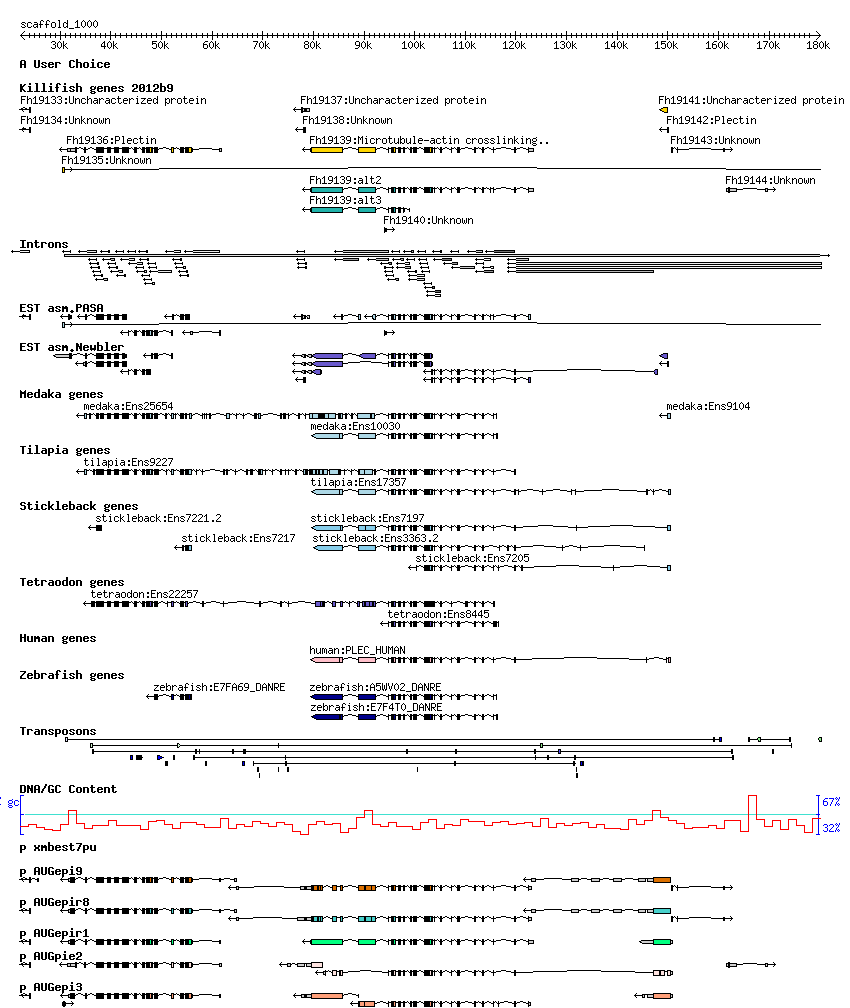 scaffold_1000
30k 40k 50k 60k 70k 80k 90k 100k 110k 120k 130k 140k 150k 160k 170k 180k
A User Choice
Killifish genes 2012b9
Fh19133:Uncharacterized protein Fh19137:Uncharacterized protein Fh19141:Uncharacterized protein
Fh19134:Unknown Fh19138:Unknown Fh19142:Plectin
Fh19136:Plectin Fh19139:Microtubule-actin crosslinking.. Fh19143:Unknown
Fh19135:Unknown
Fh19139:alt2 Fh19144:Unknown
Fh19139:alt3
Fh19140:Unknown
Introns
EST asm.PASA
EST asm.Newbler
Medaka genes
medaka:Ens25654 medaka:Ens9104
medaka:Ens10030
Tilapia genes
tilapia:Ens9227
tilapia:Ens17357
Stickleback genes
stickleback:Ens7221.2 stickleback:Ens7197
stickleback:Ens7217 stickleback:Ens3363.2
stickleback:Ens7205
Tetraodon genes
tetraodon:Ens22257
tetraodon:Ens8445
Human genes
human:PLEC_HUMAN
Zebrafish genes
zebrafish:E7FA69_DANRE zebrafish:A5WV02_DANRE
zebrafish:E7F4T0_DANRE
Transposons
DNA/GC Content
% gc 67%
32%
p xmbest7pu
p AUGepi9
p AUGepir8
p AUGepir1
p AUGpie2
p AUGepi3